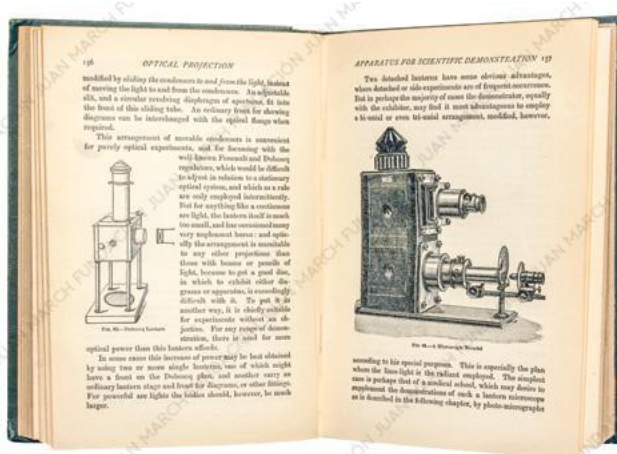 156 OPTICAL PROJECTION
modified by sliding the condensers to and from the light, instead
of moving the light to and from the condensers. An adjustable
slit, and a circular revolving diaphragm of apertures, fit into
the front of this sliding tube. An ordinary front for showing
diagrams can be interchanged with the optical flange when
required.
This arrangement of movable condensers is convenient
for purely optical experiments, and for focussing with the
well-known Foucault and Duboscq
regulators, which would be difficult
to adjust in relation to a stationary
optical system, and which as a rule
are only employed intermittently.
But for anything like a continuous
arc light, the lantern itself is much
too small, and has occasioned many
very unpleasant burns: and optic-
ally the arrangement is unsuitable
to any other projections than
those with beams or pencils of
light, because to get a good disc,
in which to exhibit either dia-
grams or apparatus, is exceedingly
difficult with it. To put it in
another way, it is chiefly suitable
for experiments without an ob-
jective. For any range of demon-
stration, there is need for more
optical power than this lantern affords.
Duboscq Lantern
In some cases this increase of power may be best obtained
by using two or more single lanterns, one of which might
have a front on the Duboscq plan, and another carry an
ordinary lantern stage and front for diagrams, or other fittings.
For powerful arc lights the bodies should, however, be much
larger.
APPARATUS FOR SCIENTIFIC DEMONSTRATION 157
Two detached lanterns have some obvious advantages,
where detached or side experiments are of frequent occurrence.
But in perhaps the majority of cases the demonstrator, equally
with the exhibitor, may find it most advantageous to employ
a bi-unial or even tri-unial arrangement, modified, however,
according to his special purposes. This is especially the plan
when the lime-light is the radiant employed. The simplest
case is perhaps that of a medical school, which may desire to
supplement the demonstrations of such a lantern microscope
as is described in the following chapter, by photo-micrographs